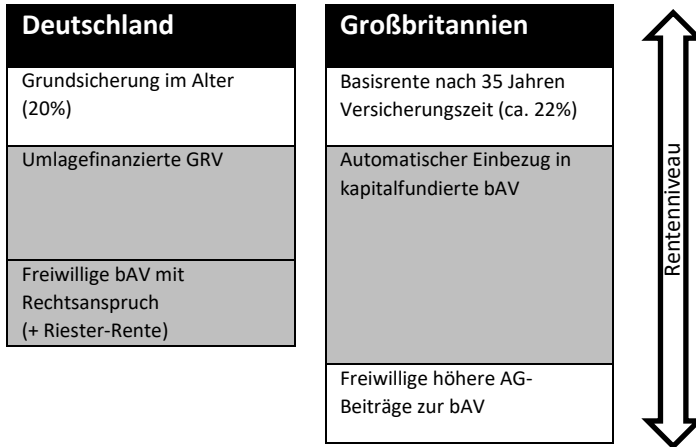 Deutschland
Grundsicherung im Alter
(20%)
Umlagefinanzierte GRV
Freiwillige bAV mit
Rechtsanspruch
(+ Riester-Rente)
Großbritannien
Basisrente nach 35 Jahren
Versicherungszeit (ca. 22%)
Automatischer Einbezug in
kapitalfundierte bAV
Freiwillige höhere AG-
Beiträge zur bAV
Rentenniveau